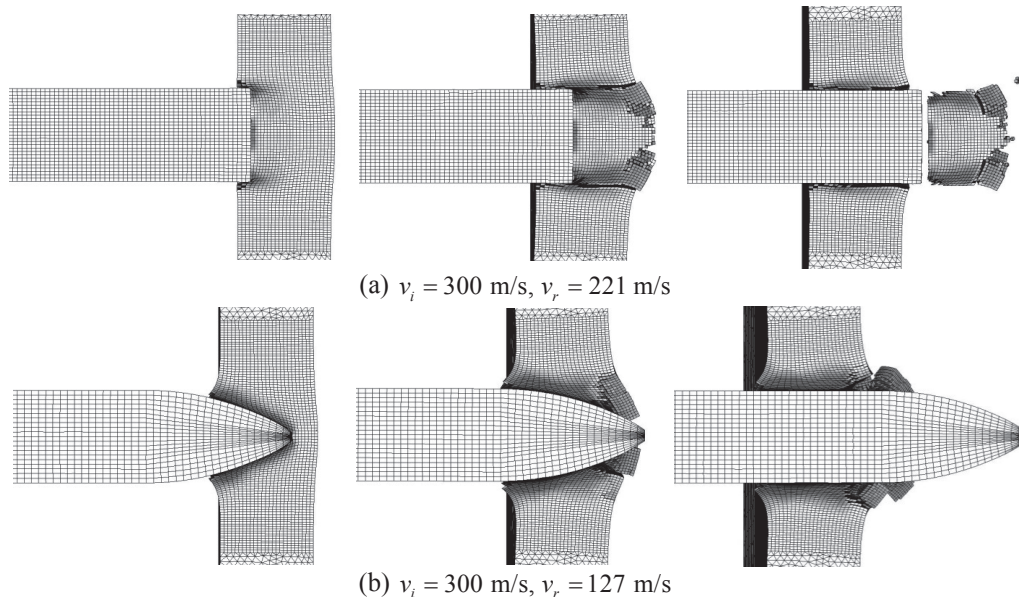 (a) v_i = 300 m/s, v_r = 221 m/s
(b) v_i = 300 m/s, v_r = 127 m/s